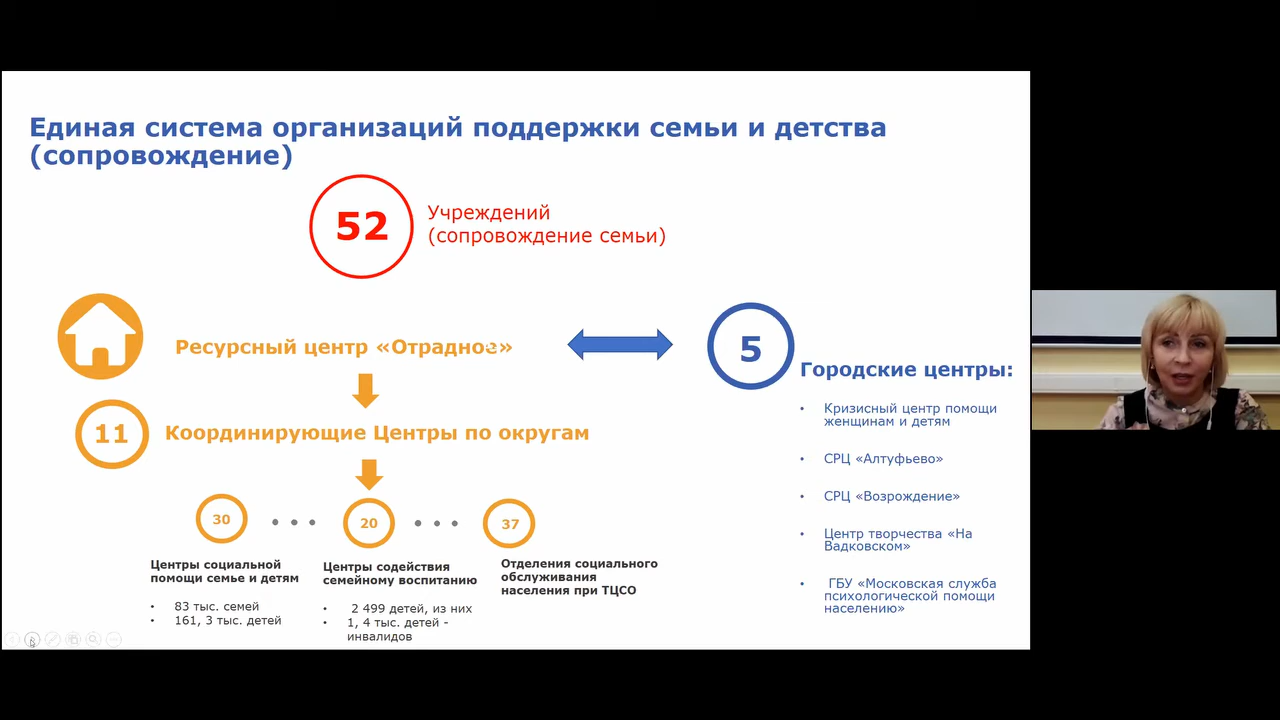 Единая система организаций поддержки семьи и детства
(сопровождение)
52
Учреждений
(сопровождение семьи)
Ресурсный центр «Отрадное»
11
Координирующие Центры по округам
30
20
37
Центры социальной
помощи семье и детям
• 83 тыс. семей
• 161, 3 тыс. детей
Центры содействия
семейному воспитанию
• 2 499 детей, из них
• 1, 4 тыс. детей -
инвалидов
Отделения социального
обслуживания
населения при ТЦСО
5
Городские центры:
• Кризисный центр помощи
женщинам и детям
• СРЦ «Алтуфьево»
• СРЦ «Возрождение»
• Центр творчества «На
Вадковском»
• ГБУ «Московская служба
психологической помощи
населению»